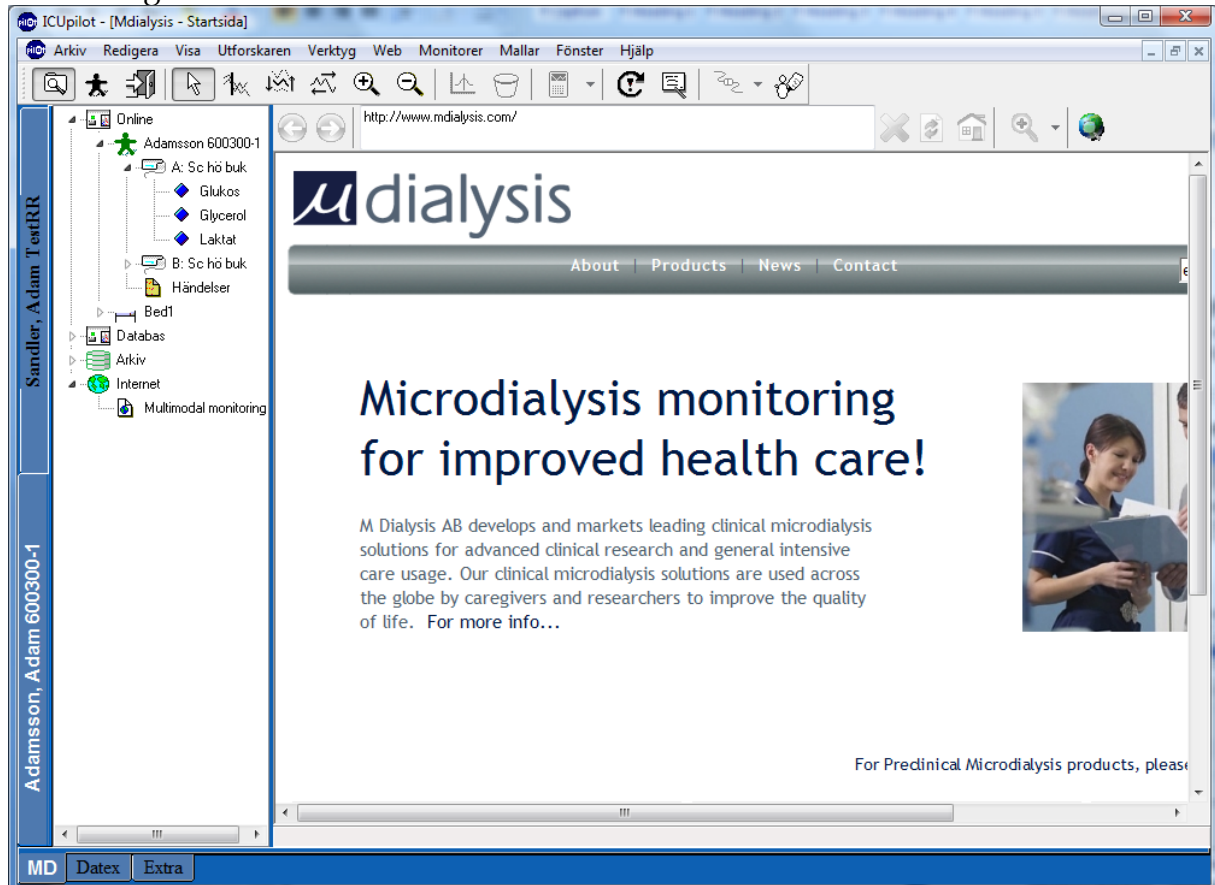 ICUpilot - [Mdialysis - Startsida]
Arkiv Redigera Visa Utforskaren Verktyg Web Monitorer Mallar Fönster Hjälp
Sandler, Adam TestRR
Adamsson, Adam 600300-1
Online
Adamsson 600300-1
A: Sc hö buk
Glukos
Glycerol
Laktat
B: Sc hö buk
Händelser
Bed1
Databas
Arkiv
Internet
Multimodal monitoring
http://www.mdialysis.com/
μdialysis
About | Products | News | Contact
Microdialysis monitoring
for improved health care!
M Dialysis AB develops and markets leading clinical microdialysis
solutions for advanced clinical research and general intensive
care usage. Our clinical microdialysis solutions are used across
the globe by caregivers and researchers to improve the quality
of life. For more info...
For Preclinical Microdialysis products, please
MD Datex Extra